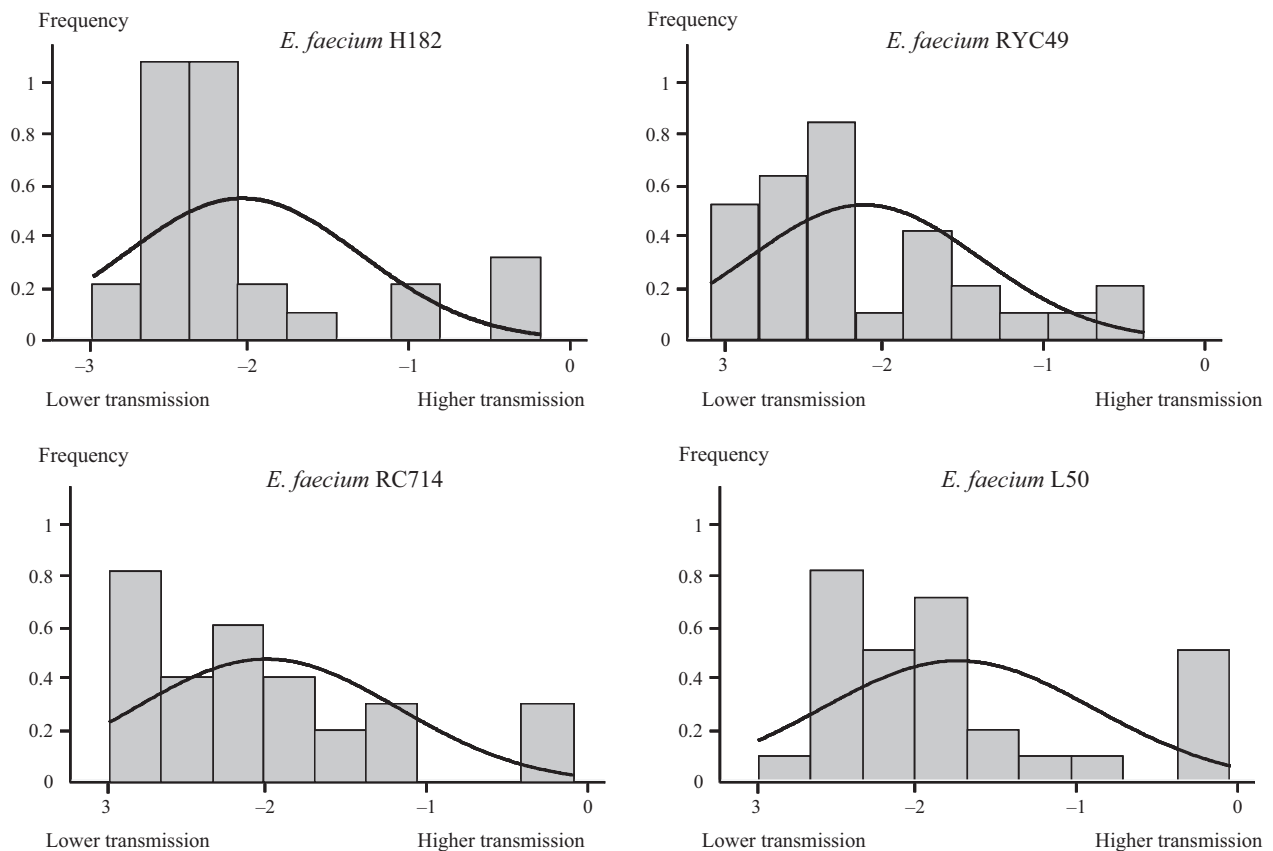 Frequency
E. faecium H182
1
0.8
0.6
0.4
0.2
0
–3 –2 –1 0
Lower transmission Higher transmission
Frequency
E. faecium RYC49
1
0.8
0.6
0.4
0.2
0
3 –2 –1 0
Lower transmission Higher transmission
Frequency
E. faecium RC714
1
0.8
0.6
0.4
0.2
0
3 –2 –1 0
Lower transmission Higher transmission
Frequency
E. faecium L50
1
0.8
0.6
0.4
0.2
0
3 –2 –1 0
Lower transmission Higher transmission